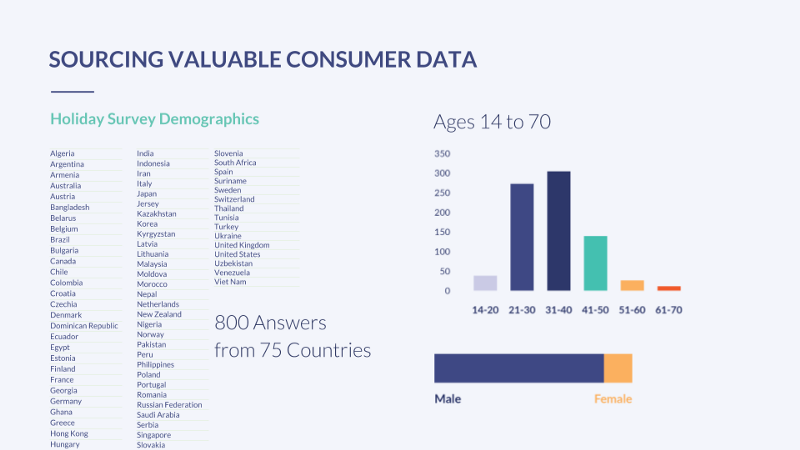 SOURCING VALUABLE CONSUMER DATA
Holiday Survey Demographics
Algeria
Argentina
Armenia
Australia
Austria
Bangladesh
Belarus
Belgium
Brazil
Bulgaria
Canada
Chile
Colombia
Croatia
Czechia
Denmark
Dominican Republic
Ecuador
Egypt
Estonia
Finland
France
Georgia
Germany
Ghana
Greece
Hong Kong
Hungary
India
Indonesia
Iran
Italy
Japan
Jersey
Kazakhstan
Korea
Kyrgyzstan
Latvia
Lithuania
Malaysia
Moldova
Morocco
Nepal
Netherlands
New Zealand
Nigeria
Norway
Pakistan
Peru
Philippines
Poland
Portugal
Romania
Russian Federation
Saudi Arabia
Serbia
Singapore
Slovakia
Slovenia
South Africa
Spain
Suriname
Sweden
Switzerland
Thailand
Tunisia
Turkey
Ukraine
United Kingdom
United States
Uzbekistan
Venezuela
Viet Nam
800 Answers
from 75 Countries
Ages 14 to 70
350
300
250
200
150
100
50
0
14-20 21-30 31-40 41-50 51-60 61-70
Male Female